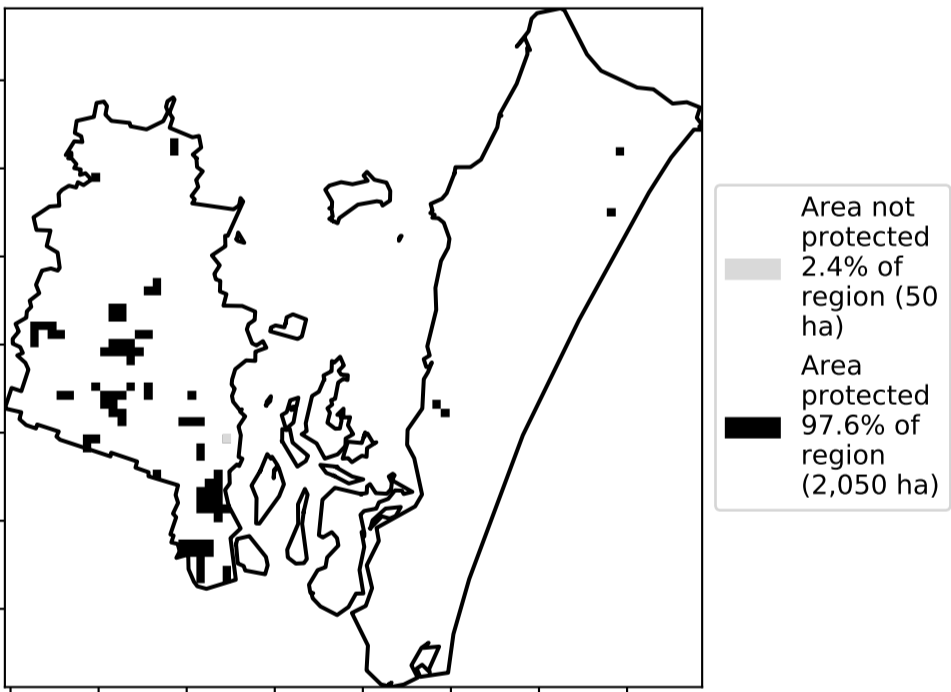 Area not
protected
2.4% of
region (50
ha)
Area
protected
97.6% of
region
(2,050 ha)